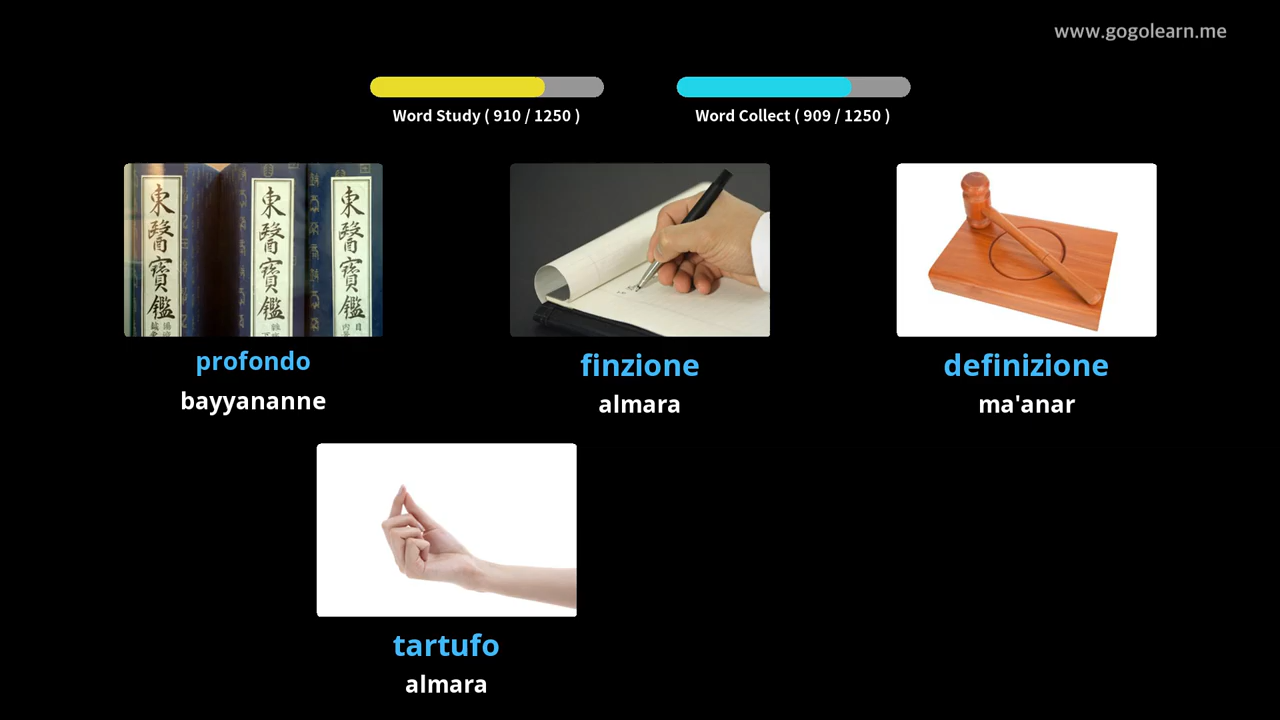 www.gogolearn.me
Word Study ( 910 / 1250 )
Word Collect ( 909 / 1250 )
東醫寶鑑
東醫寶鑑
東醫寶鑑
profondo
bayyananne
finzione
almara
definizione
ma'anar
tartufo
almara